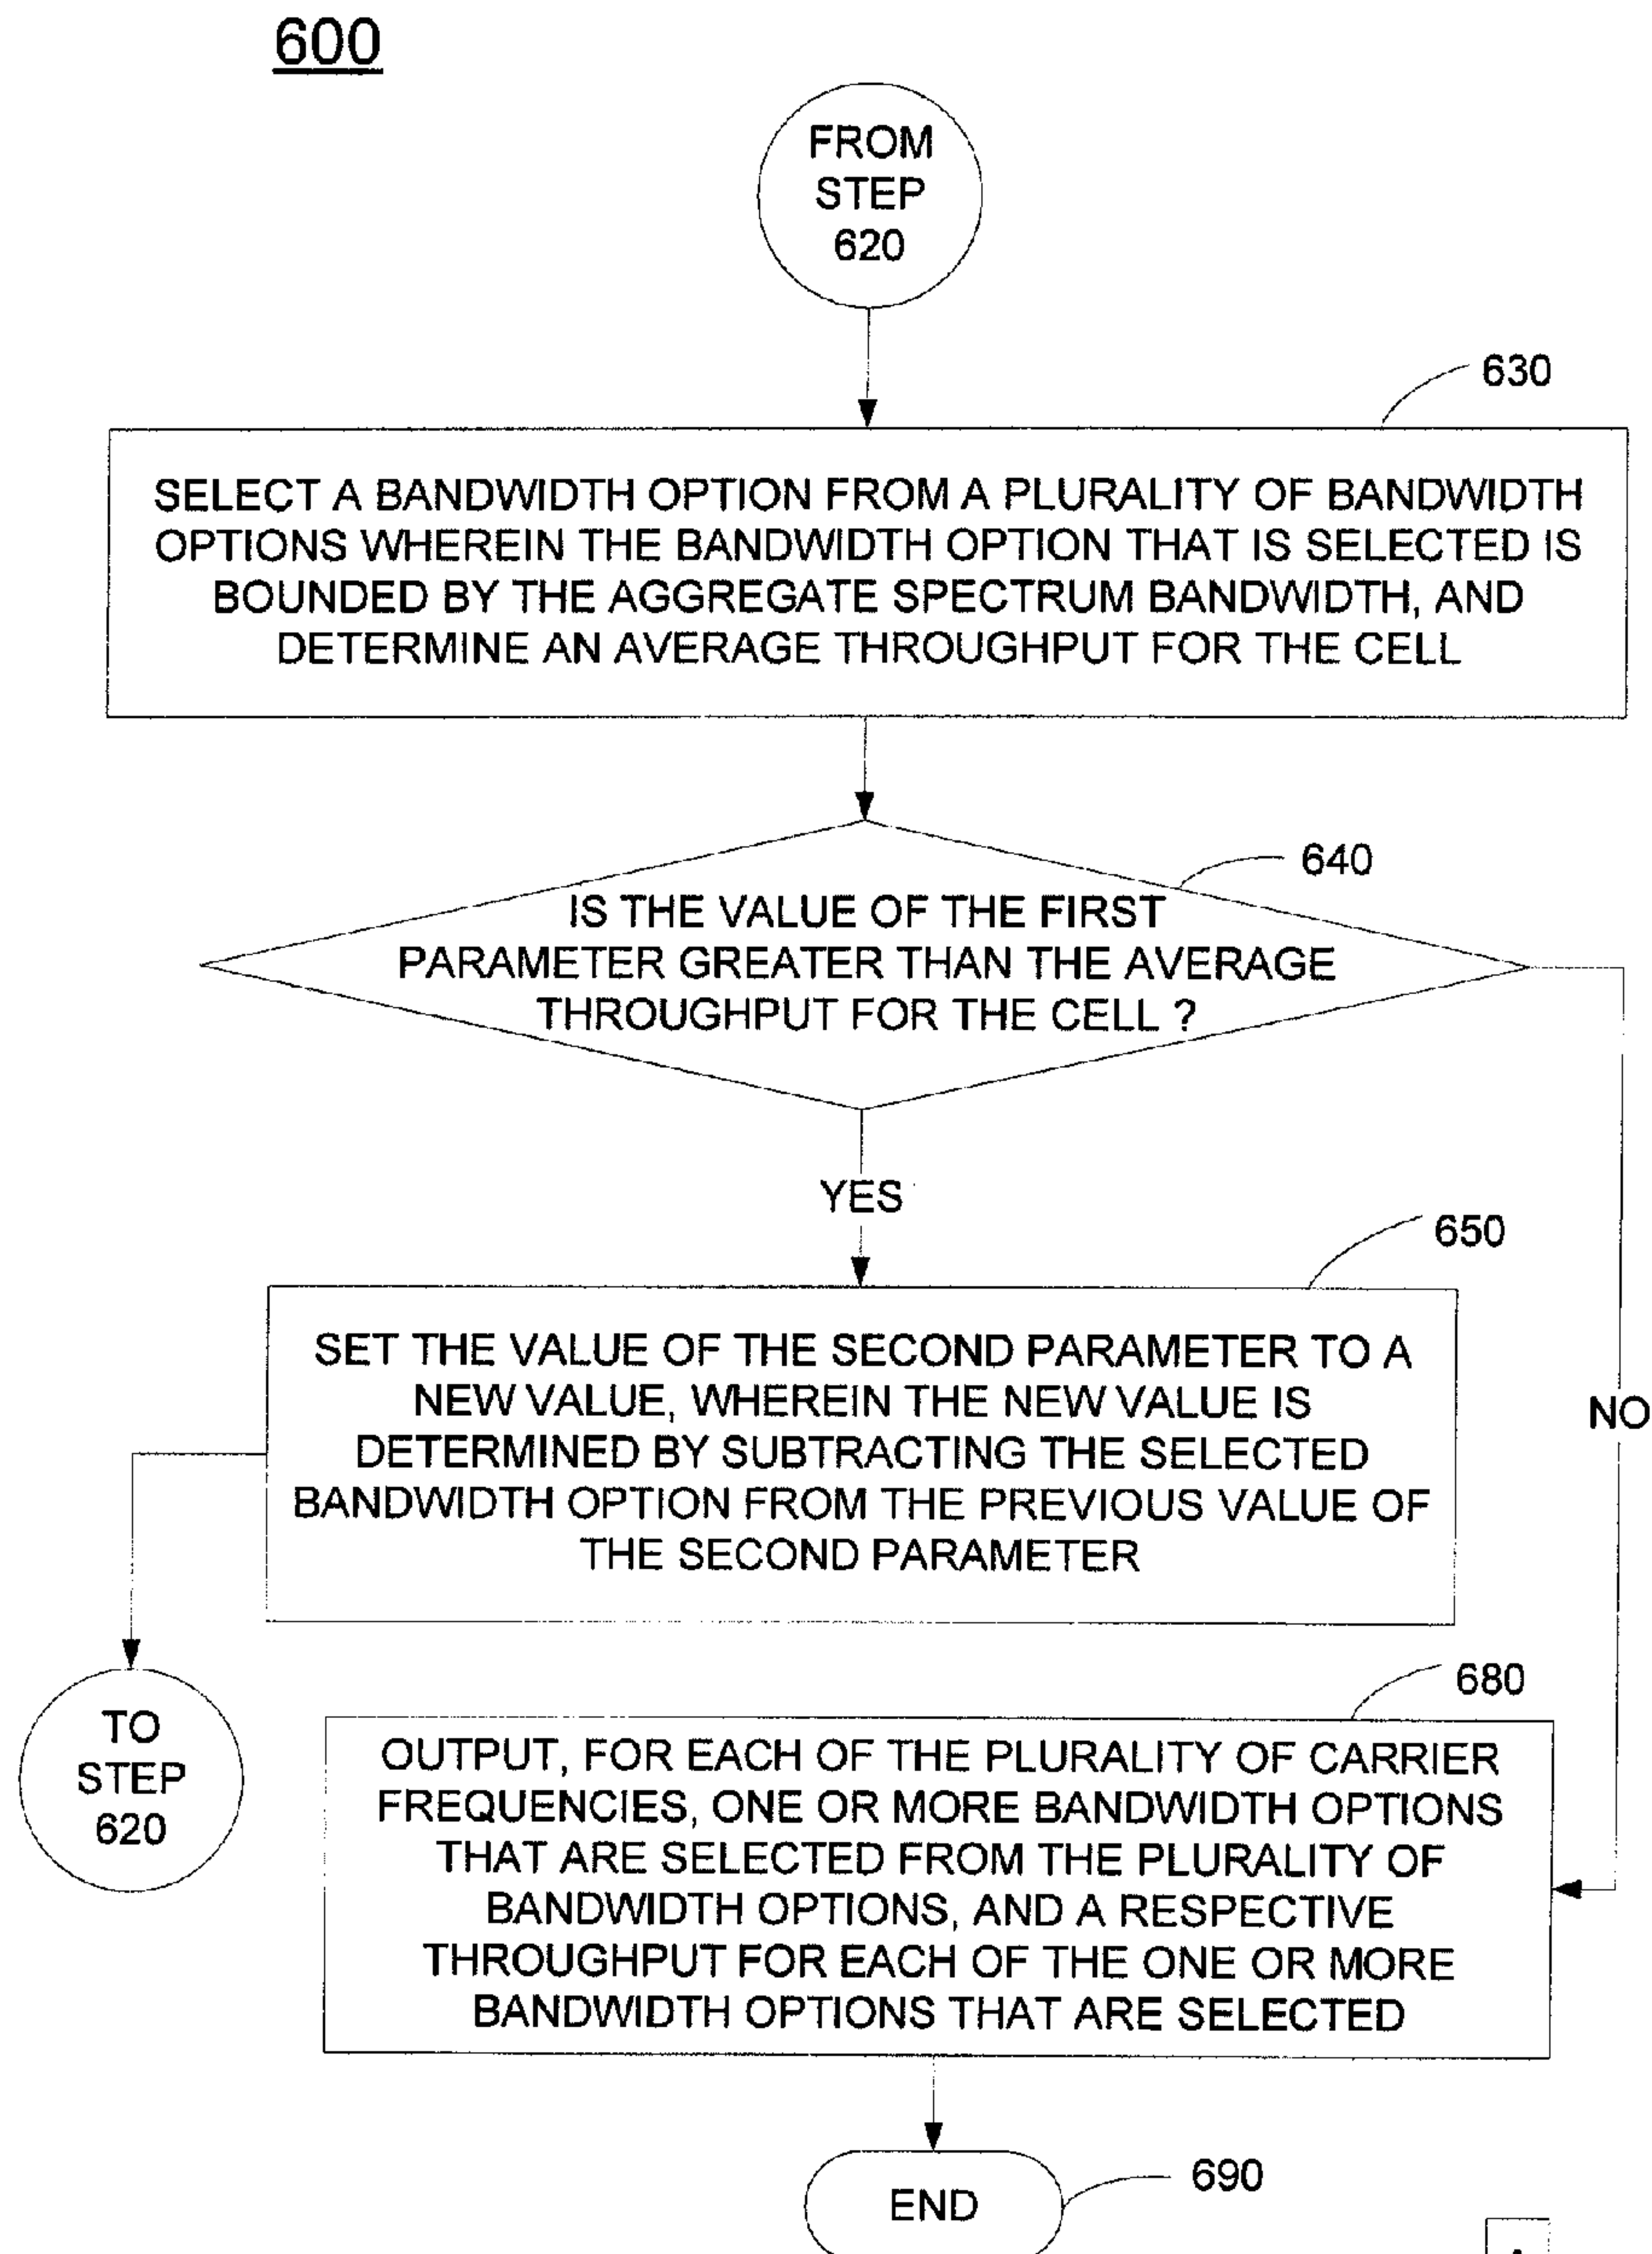 600
FROM
STEP
620
630
SELECT A BANDWIDTH OPTION FROM A PLURALITY OF BANDWIDTH
OPTIONS WHEREIN THE BANDWIDTH OPTION THAT IS SELECTED IS
BOUNDED BY THE AGGREGATE SPECTRUM BANDWIDTH, AND
DETERMINE AN AVERAGE THROUGHPUT FOR THE CELL
640
IS THE VALUE OF THE FIRST
PARAMETER GREATER THAN THE AVERAGE
THROUGHPUT FOR THE CELL ?
YES
650
SET THE VALUE OF THE SECOND PARAMETER TO A
NEW VALUE, WHEREIN THE NEW VALUE IS
DETERMINED BY SUBTRACTING THE SELECTED
BANDWIDTH OPTION FROM THE PREVIOUS VALUE OF
THE SECOND PARAMETER
NO
TO
STEP
620
680
OUTPUT, FOR EACH OF THE PLURALITY OF CARRIER
FREQUENCIES, ONE OR MORE BANDWIDTH OPTIONS
THAT ARE SELECTED FROM THE PLURALITY OF
BANDWIDTH OPTIONS, AND A RESPECTIVE
THROUGHPUT FOR EACH OF THE ONE OR MORE
BANDWIDTH OPTIONS THAT ARE SELECTED
END
690